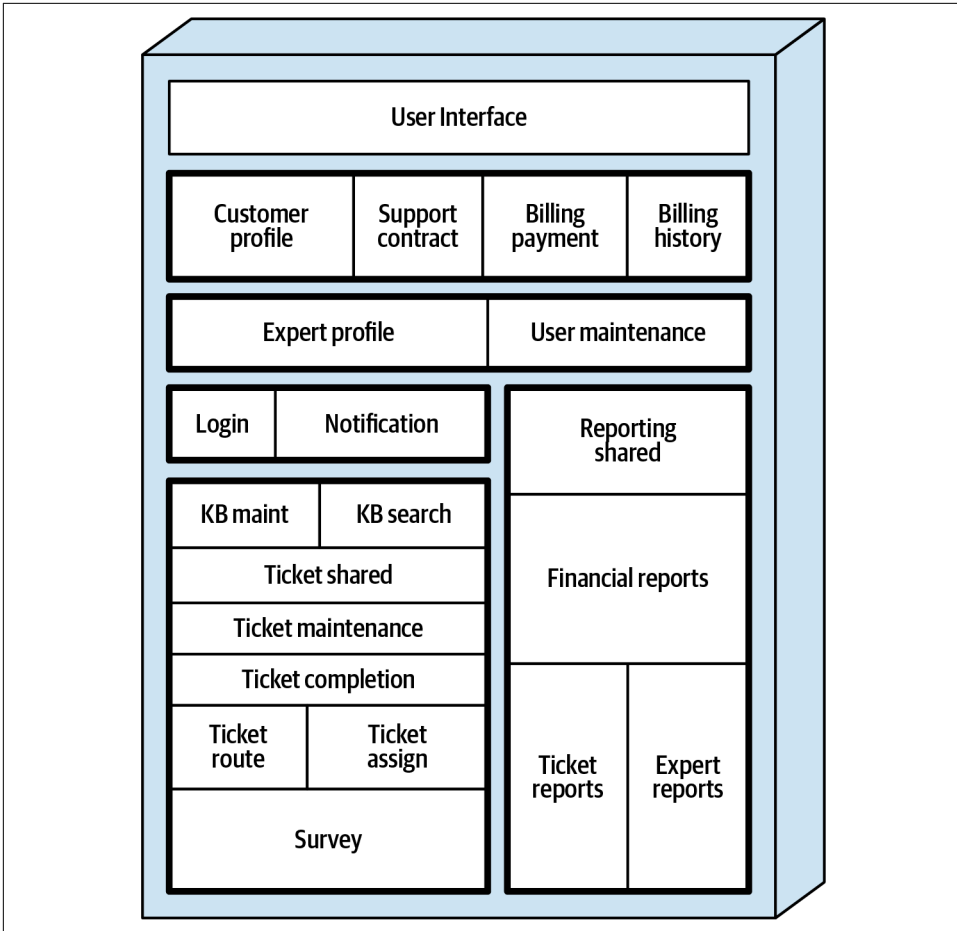 User Interface
Customer
profile
Support
contract
Billing
payment
Billing
history
Expert profile
User maintenance
Login
Notification
Reporting
shared
KB maint
KB search
Ticket shared
Financial reports
Ticket maintenance
Ticket completion
Ticket
route
Ticket
assign
Ticket
reports
Expert
reports
Survey